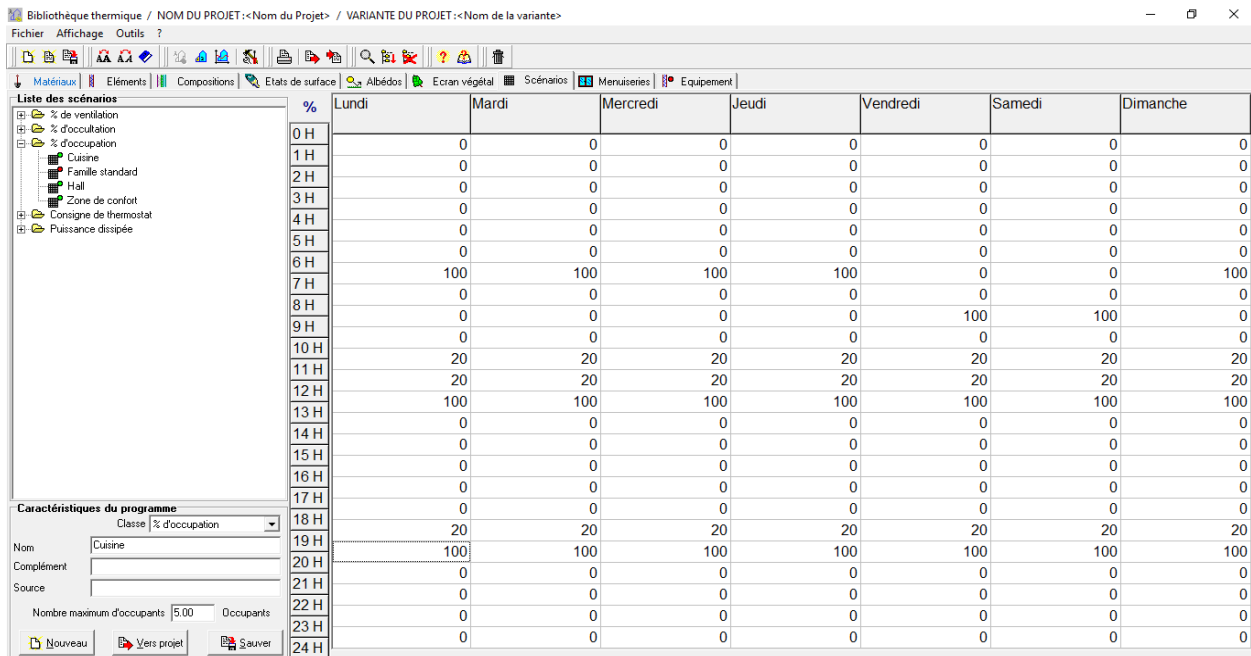 Bibliothèque thermique / NOM DU PROJET:<Nom du Projet> / VARIANTE DU PROJET:<Nom de la variante>
Fichier Affichage Outils ?
Matériaux Eléments Compositions Etats de surface Albédos Ecran végétal Scénarios Menuiseries Equipement
Liste des scénarios
% de ventilation
% d'occultation
% d'occupation
Cuisine
Famille standard
Hall
Zone de confort
Consigne de thermostat
Puissance dissipée
Caractéristiques du programme
Classe % d'occupation
Nom Cuisine
Complément
Source
Nombre maximum d'occupants 5.00 Occupants
Nouveau Vers projet Sauver
% Lundi Mardi Mercredi Jeudi Vendredi Samedi Dimanche
0 H
0 0 0 0 0 0 0
1 H
0 0 0 0 0 0 0
2 H
0 0 0 0 0 0 0
3 H
0 0 0 0 0 0 0
4 H
0 0 0 0 0 0 0
5 H
0 0 0 0 0 0 0
6 H
100 100 100 100 0 0 100
7 H
0 0 0 0 0 0 0
8 H
0 0 0 0 100 100 0
9 H
0 0 0 0 0 0 0
10 H
20 20 20 20 20 20 20
11 H
20 20 20 20 20 20 20
12 H
100 100 100 100 100 100 100
13 H
0 0 0 0 0 0 0
14 H
0 0 0 0 0 0 0
15 H
0 0 0 0 0 0 0
16 H
0 0 0 0 0 0 0
17 H
0 0 0 0 0 0 0
18 H
20 20 20 20 20 20 20
19 H
100 100 100 100 100 100 100
20 H
0 0 0 0 0 0 0
21 H
0 0 0 0 0 0 0
22 H
0 0 0 0 0 0 0
23 H
0 0 0 0 0 0 0
24 H